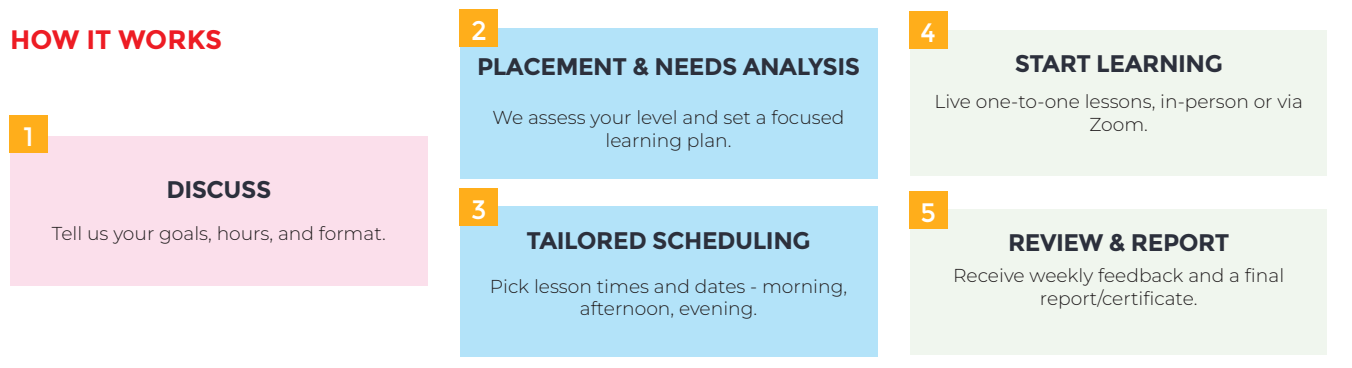 HOW IT WORKS
1
DISCUSS
Tell us your goals, hours, and format.
2
PLACEMENT & NEEDS ANALYSIS
We assess your level and set a focused
learning plan.
3
TAILORED SCHEDULING
Pick lesson times and dates - morning,
afternoon, evening.
4
START LEARNING
Live one-to-one lessons, in-person or via
Zoom.
5
REVIEW & REPORT
Receive weekly feedback and a final
report/certificate.